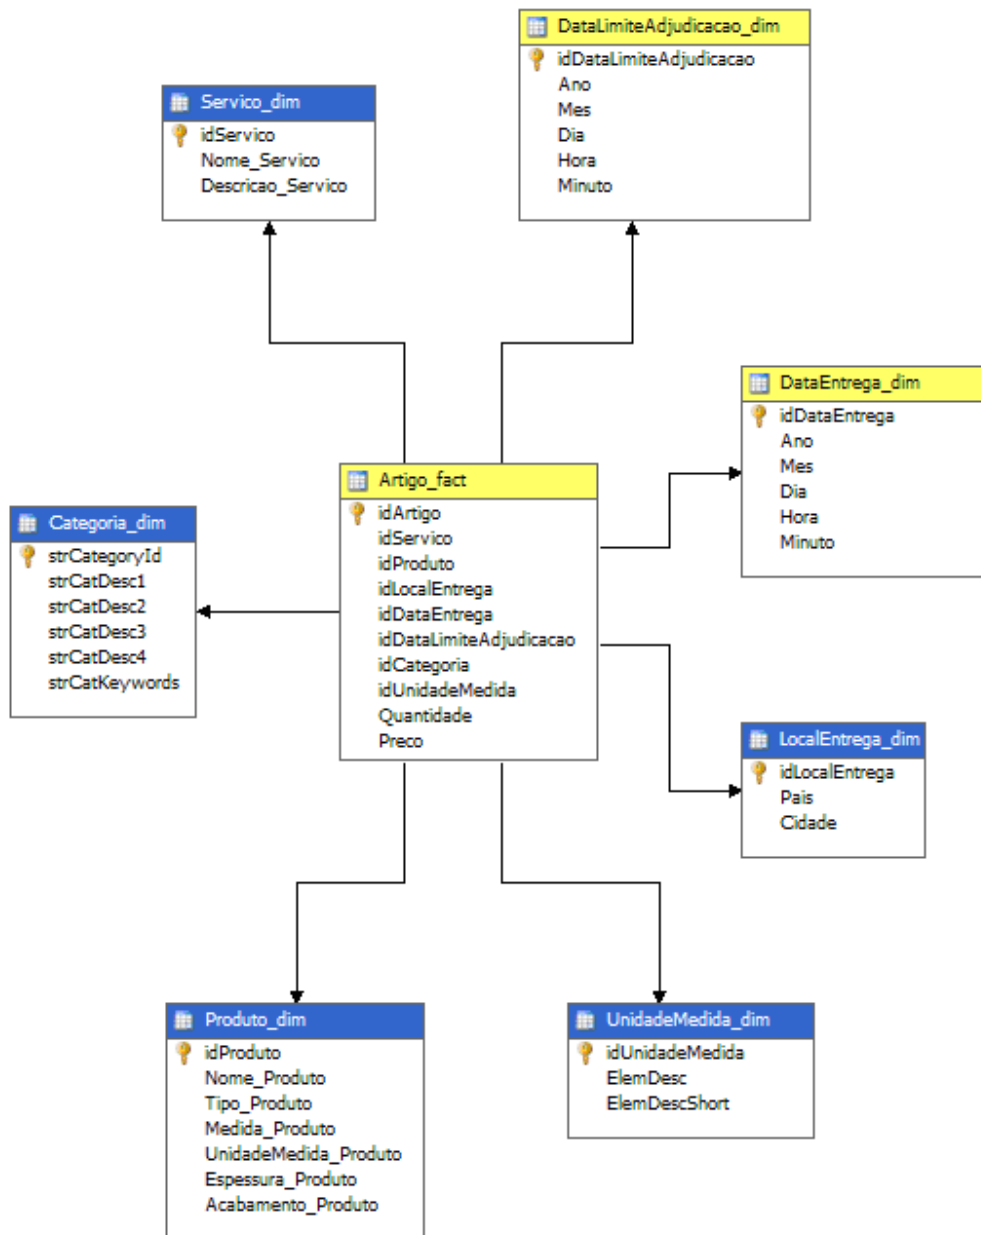 DataLimiteAdjudicacao_dim
idDataLimiteAdjudicacao
Ano
Mes
Dia
Hora
Minuto
Servico_dim
idServico
Nome_Servico
Descricao_Servico
DataEntrega_dim
idDataEntrega
Ano
Mes
Dia
Hora
Minuto
Artigo_fact
idArtigo
idServico
idProduto
idLocalEntrega
idDataEntrega
idDataLimiteAdjudicacao
idCategoria
idUnidadeMedida
Quantidade
Preco
Categoria_dim
strCategoryId
strCatDesc1
strCatDesc2
strCatDesc3
strCatDesc4
strCatKeywords
LocalEntrega_dim
idLocalEntrega
Pais
Cidade
Produto_dim
idProduto
Nome_Produto
Tipo_Produto
Medida_Produto
UnidadeMedida_Produto
Espessura_Produto
Acabamento_Produto
UnidadeMedida_dim
idUnidadeMedida
ElemDesc
ElemDescShort